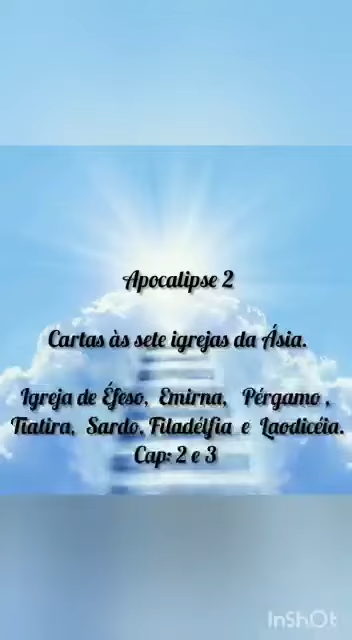 Apocalipse 2
Cartas às sete igrejas da Ásia.
Igreja de Éfeso, Emirna, Pérgamo ,
Tiatira, Sardo, Filadélfia e Laodicéia.
Cap: 2 e 3
InShOt